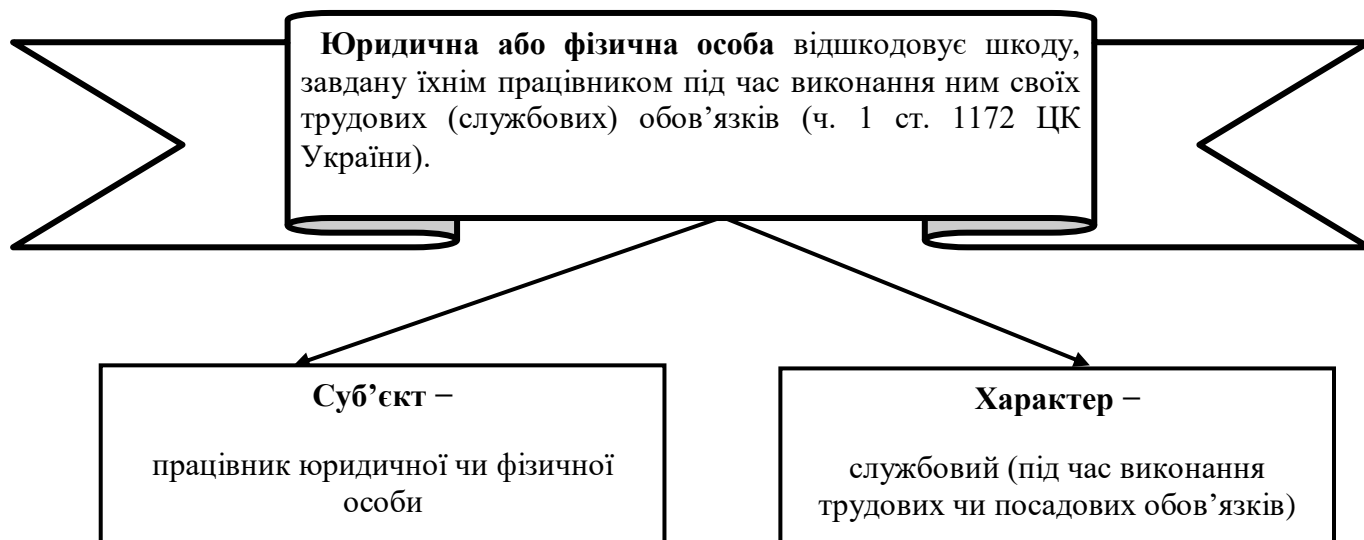 Юридична або фізична особа відшкодовує шкоду,
завдану їхнім працівником під час виконання ним своїх
трудових (службових) обов’язків (ч. 1 ст. 1172 ЦК
України).
Суб’єкт −
працівник юридичної чи фізичної
особи
Характер −
службовий (під час виконання
трудових чи посадових обов’язків)